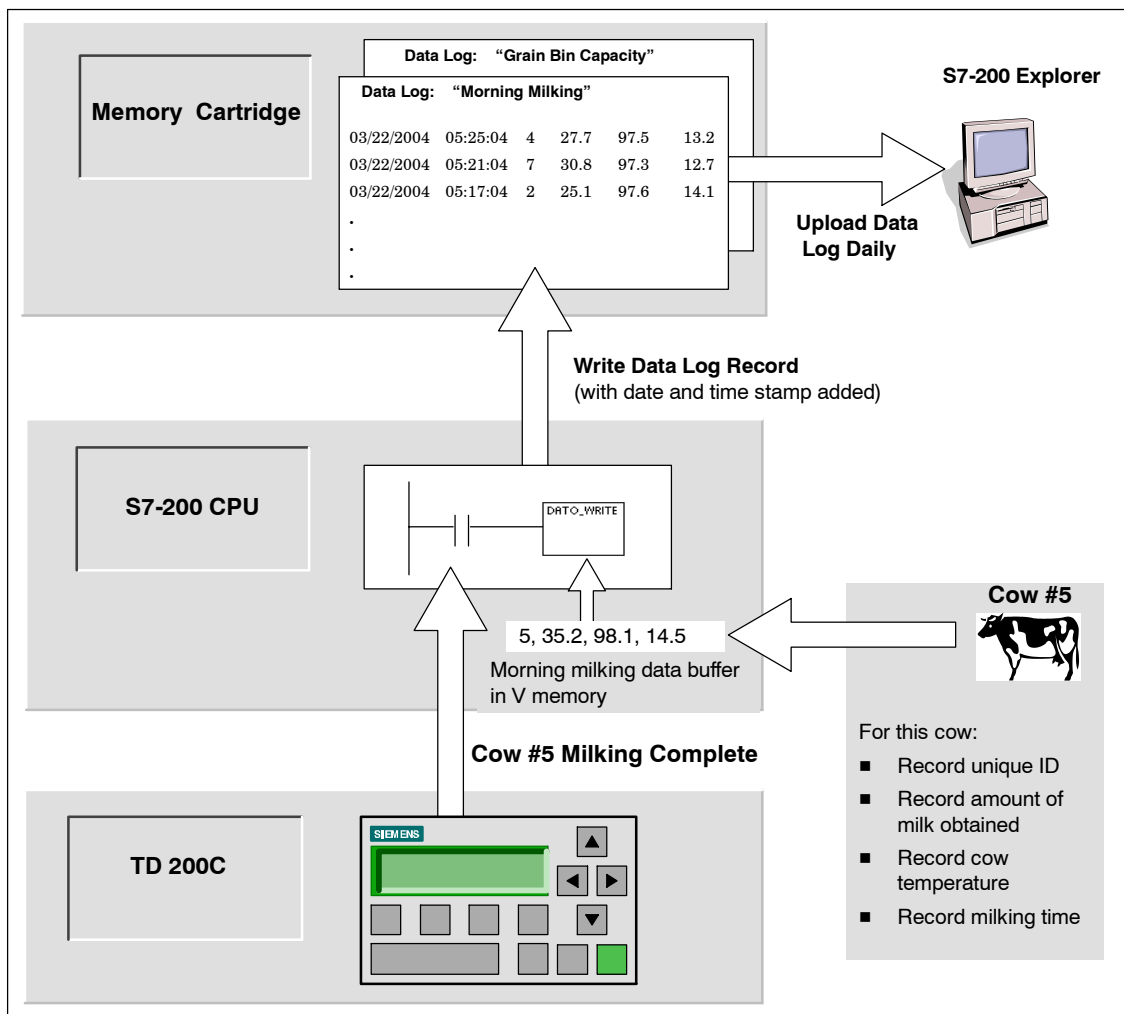 Memory Cartridge
Data Log: “Grain Bin Capacity”
Data Log: “Morning Milking”
03/22/2004 05:25:04 4 27.7 97.5 13.2
03/22/2004 05:21:04 7 30.8 97.3 12.7
03/22/2004 05:17:04 2 25.1 97.6 14.1
.
.
.
S7-200 Explorer
Upload Data
Log Daily
Write Data Log Record
(with date and time stamp added)
S7-200 CPU
DAT0_WRITE
5, 35.2, 98.1, 14.5
Morning milking data buffer
in V memory
Cow #5
For this cow:
■ Record unique ID
■ Record amount of
milk obtained
■ Record cow
temperature
■ Record milking time
Cow #5 Milking Complete
TD 200C
SIEMENS